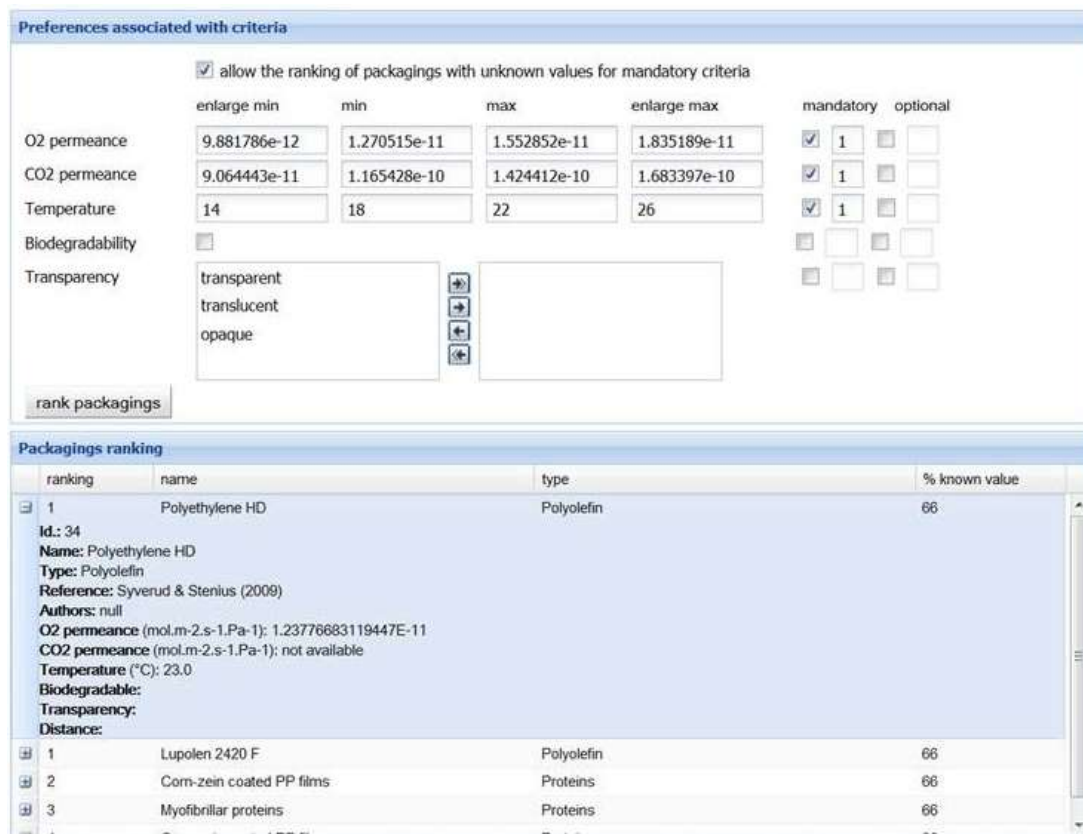 Preferences associated with criteria
allow the ranking of packagings with unknown values for mandatory criteria
enlarge min min max enlarge max mandatory optional
O2 permeance 9.881786e-12 1.270515e-11 1.552852e-11 1.835189e-11 1
CO2 permeance 9.064443e-11 1.165428e-10 1.424412e-10 1.683397e-10 1
Temperature 14 18 22 26 1
Biodegradability
Transparency transparent
translucent
opaque
rank packagings
Packagings ranking
ranking name type % known value
1 Polyethylene HD Polyolefin 66
Id.: 34
Name: Polyethylene HD
Type: Polyolefin
Reference: Syverud & Stenius (2009)
Authors: null
O2 permeance (mol.m-2.s-1.Pa-1): 1.23776683119447E-11
CO2 permeance (mol.m-2.s-1.Pa-1): not available
Temperature (°C): 23.0
Biodegradable:
Transparency:
Distance:
1 Lupolen 2420 F Polyolefin 66
2 Corn-zein coated PP films Proteins 66
3 Myofibrillar proteins Proteins 66